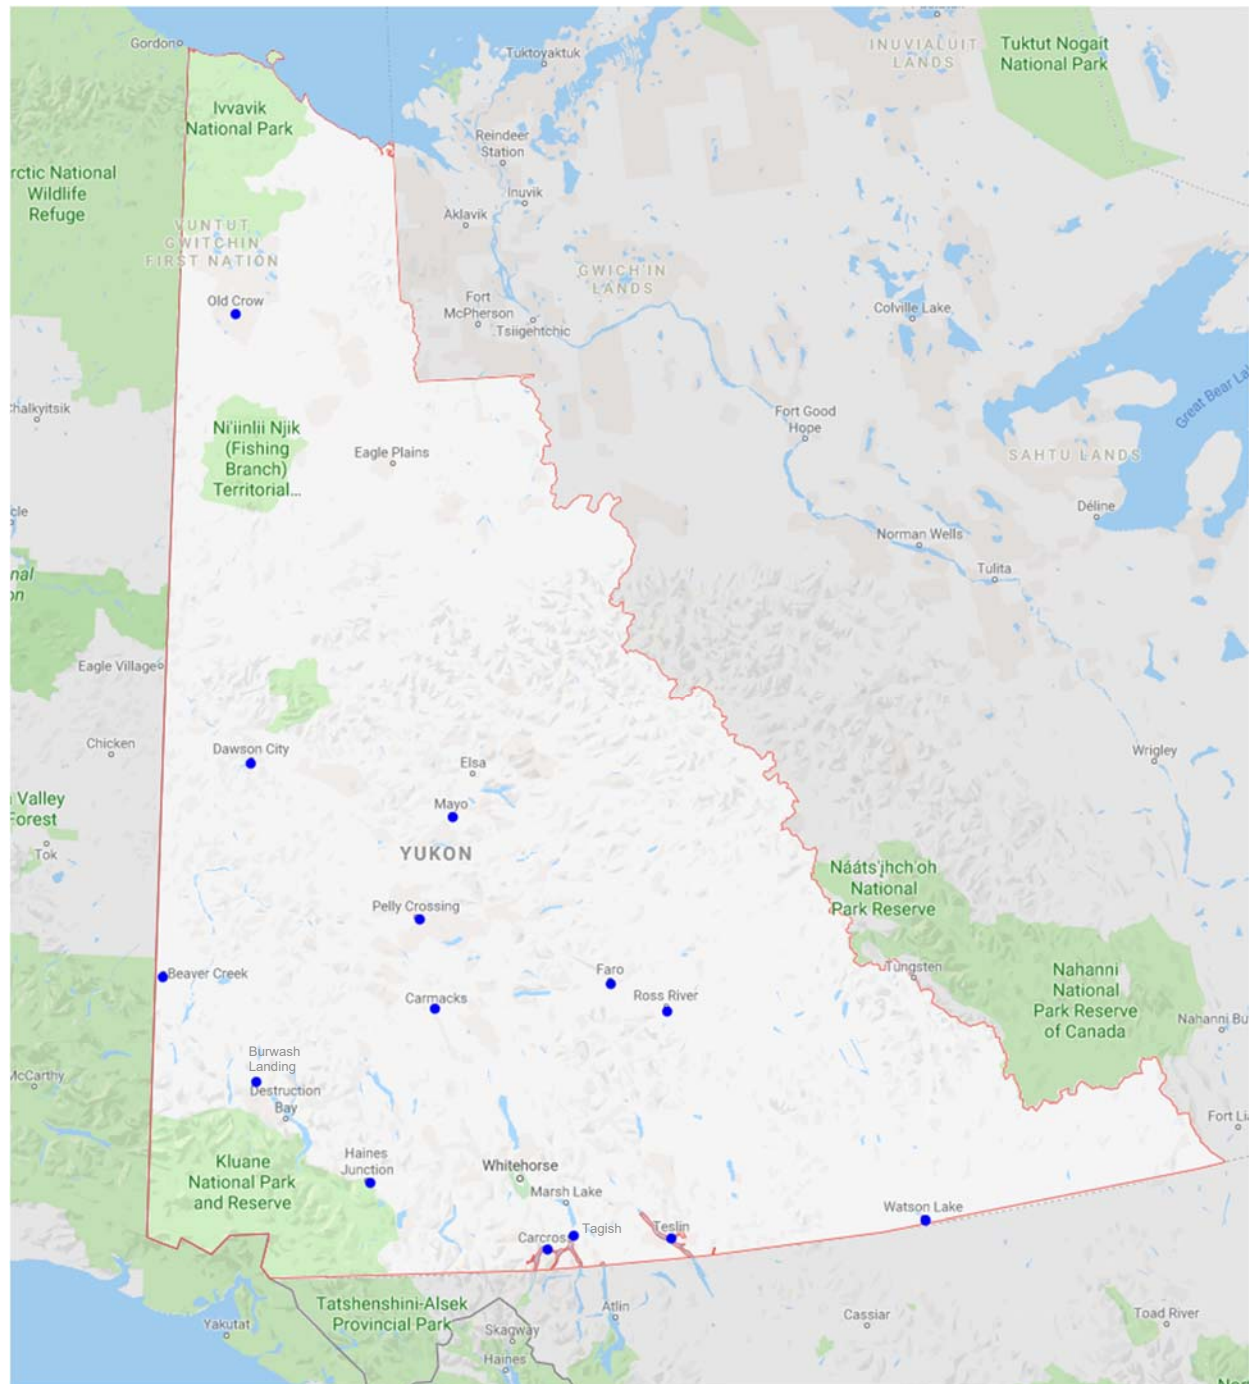 Gordon
Tuktoyaktuk
INUVIALUIT
LANDS
Tuktut Nogait
National Park
Ivvavik
National Park
Reindeer
Station
rctic National
Wildlife
Refuge
Inuvik
Aklavik
VUNTUT
GWITCHIN
FIRST NATION
GWICH'IN
LANDS
Old Crow
Fort
McPherson
Tsiigehtchic
Colville Lake
Great Bear La
halkyitsik
Fort Good
Hope
Ni'iinlii Njik
(Fishing
Branch)
Territorial...
Eagle Plains
SAHTU LANDS
cle
Déline
Norman Wells
nal
on
Tulita
Eagle Village
Chicken
Dawson City
Elsa
Wrigley
Valley
Forest
Mayo
Tok
YUKON
Náátsʼįhchʼoh
National
Park Reserve
Pelly Crossing
Beaver Creek
Faro
Tungsten
Nahanni
National
Park Reserve
of Canada
Carmacks
Ross River
Nahanni Bu
Burwash
Landing
McCarthy
Destruction
Bay
Fort Lia
Kluane
National Park
and Reserve
Haines
Junction
Whitehorse
Marsh Lake
Watson Lake
Carcros
Tagish
Teslin
Tatshenshini-Alsek
Provincial Park
Yakutat
Skagway
Atlin
Cassiar
Toad River
Haines